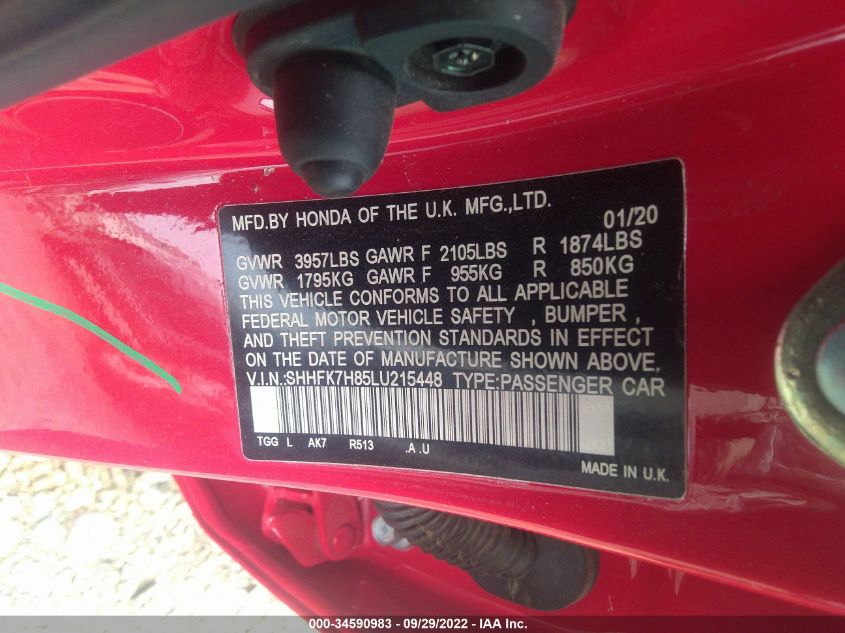 MFD.BY HONDA OF THE U.K. MFG.,LTD. 01/20
GVWR 3957LBS GAWR F 2105LBS R 1874LBS
GVWR 1795KG GAWR F 955KG R 850KG
THIS VEHICLE CONFORMS TO ALL APPLICABLE
FEDERAL MOTOR VEHICLE SAFETY , BUMPER ,
AND THEFT PREVENTION STANDARDS IN EFFECT
ON THE DATE OF MANUFACTURE SHOWN ABOVE.
V.I.N.:SHHFK7H85LU215448 TYPE:PASSENGER CAR
TGG L AK7 R513 .A .U
MADE IN U.K.
000-34590983 / 09/29/2022 - IAA Inc.